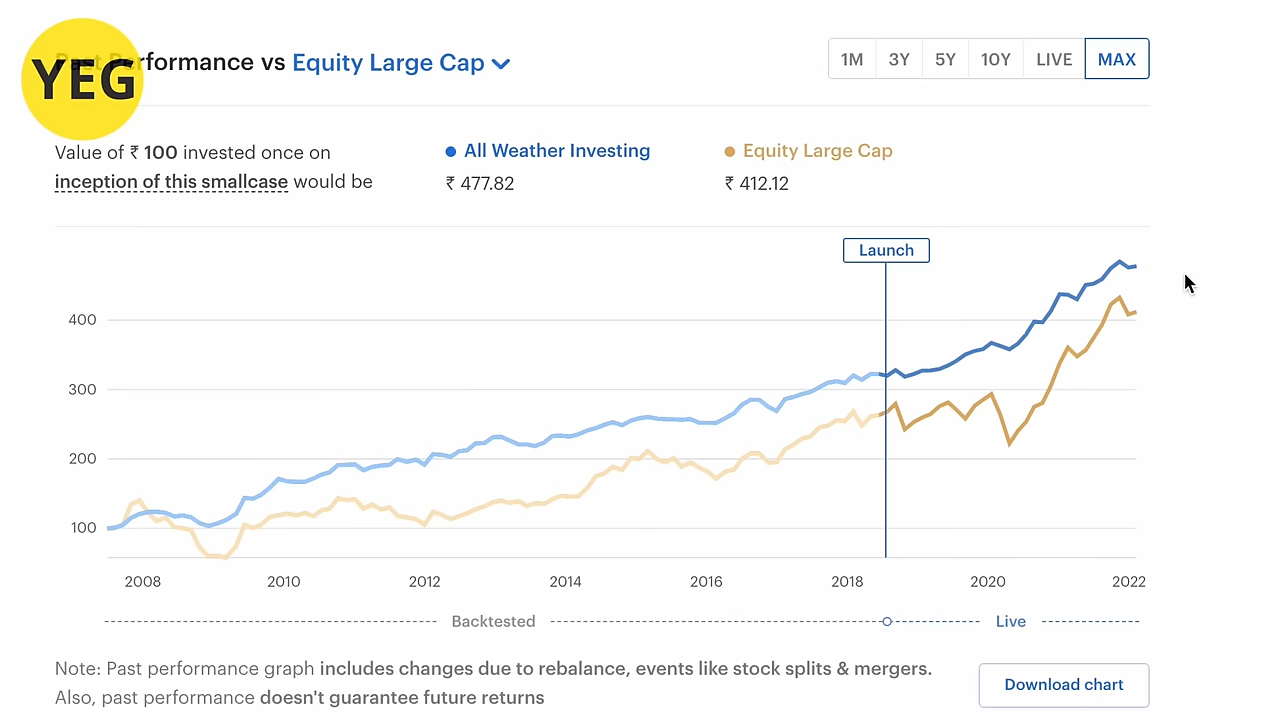 Past Performance vs Equity Large Cap
1M 3Y 5Y 10Y LIVE MAX
YEG
Value of ₹ 100 invested once on
inception of this smallcase would be
All Weather Investing
₹ 477.82
Equity Large Cap
₹ 412.12
Launch
400
300
200
100
2008 2010 2012 2014 2016 2018 2020 2022
Backtested Live
Note: Past performance graph includes changes due to rebalance, events like stock splits & mergers.
Also, past performance doesn't guarantee future returns
Download chart